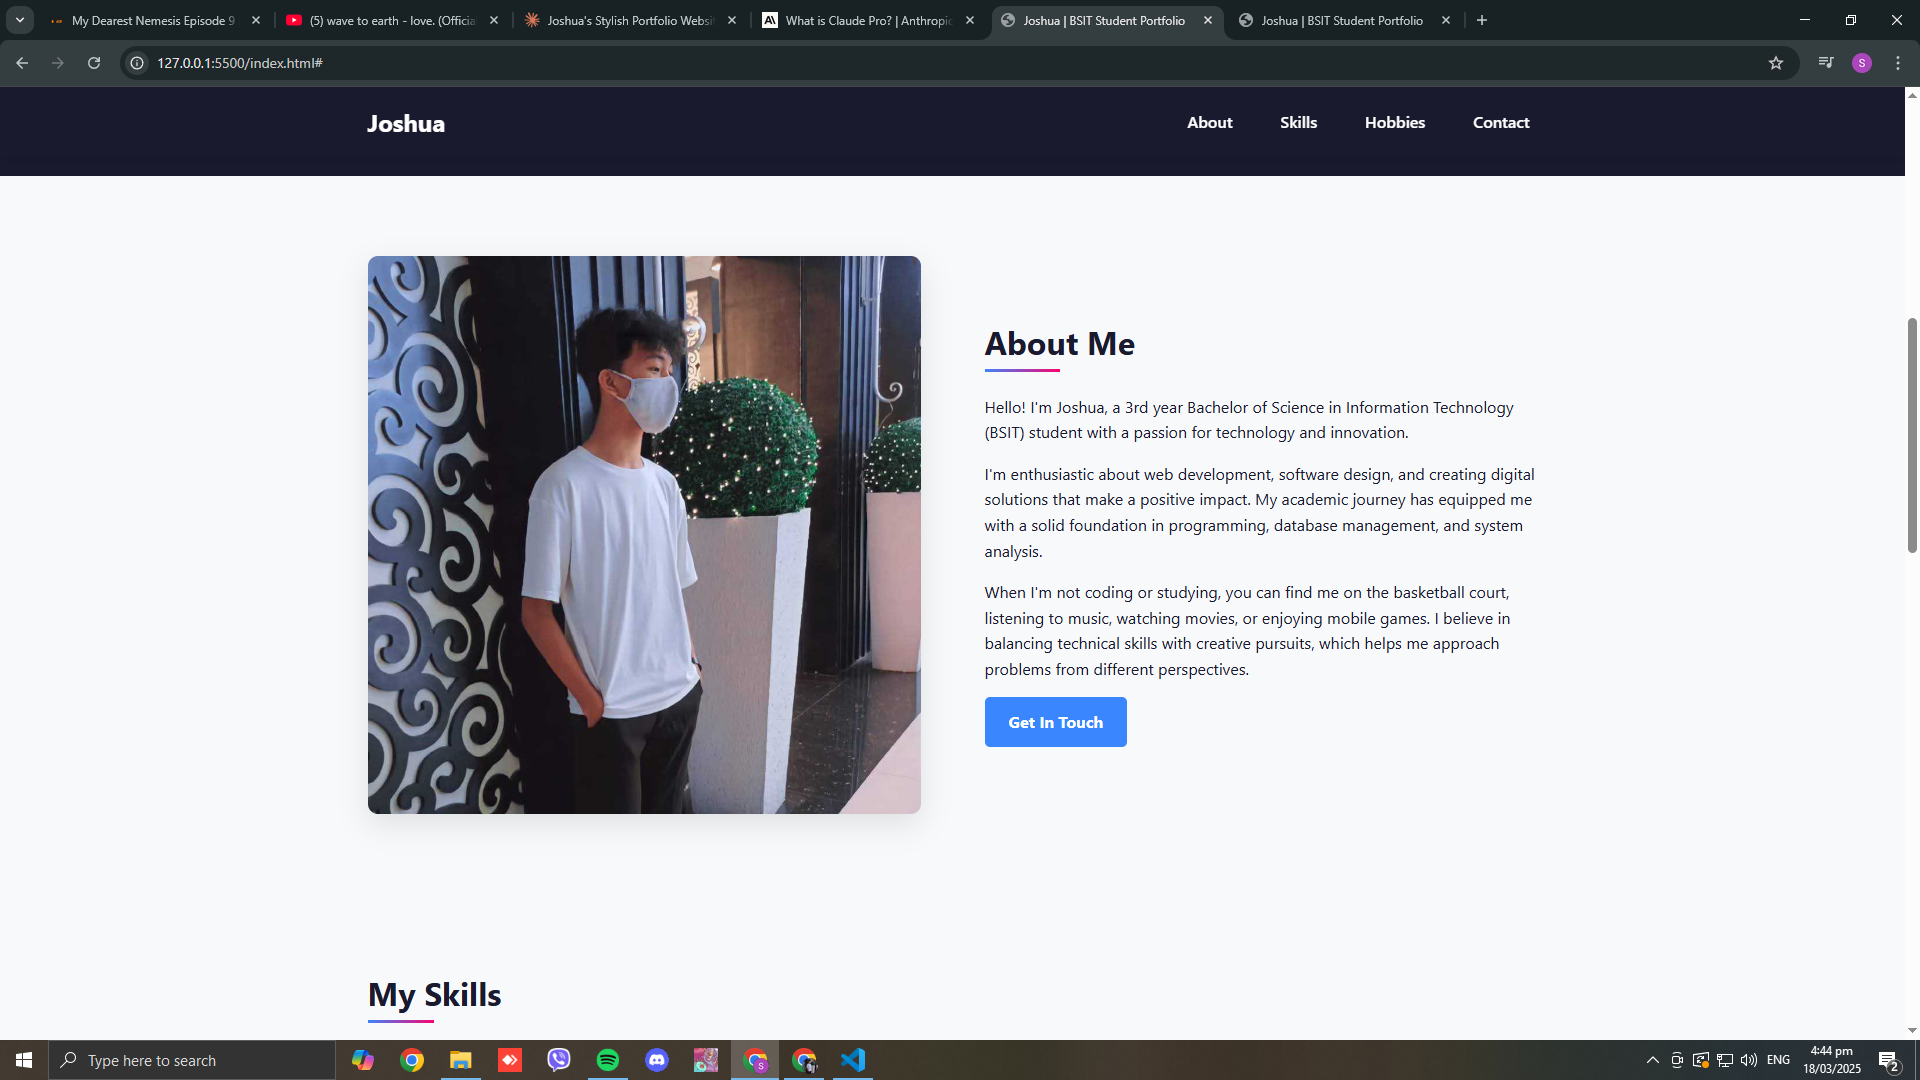 My Dearest Nemesis Episode 9
(5) wave to earth - love. (Officia
Joshua's Stylish Portfolio Websi
What is Claude Pro? | Anthropic
Joshua | BSIT Student Portfolio
Joshua | BSIT Student Portfolio
127.0.0.1:5500/index.html#
S
Joshua
About
Skills
Hobbies
Contact
About Me
Hello! I'm Joshua, a 3rd year Bachelor of Science in Information Technology
(BSIT) student with a passion for technology and innovation.
I'm enthusiastic about web development, software design, and creating digital
solutions that make a positive impact. My academic journey has equipped me
with a solid foundation in programming, database management, and system
analysis.
When I'm not coding or studying, you can find me on the basketball court,
listening to music, watching movies, or enjoying mobile games. I believe in
balancing technical skills with creative pursuits, which helps me approach
problems from different perspectives.
Get In Touch
My Skills
Type here to search
S
ENG
4:44 pm
18/03/2025
2